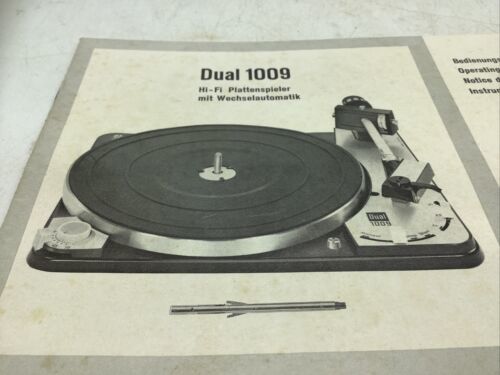 Dual 1009
Hi-Fi Plattenspieler
mit Wechselautomatik
Bedienungs
Operating
Notice d
Instruc
Dual
1009